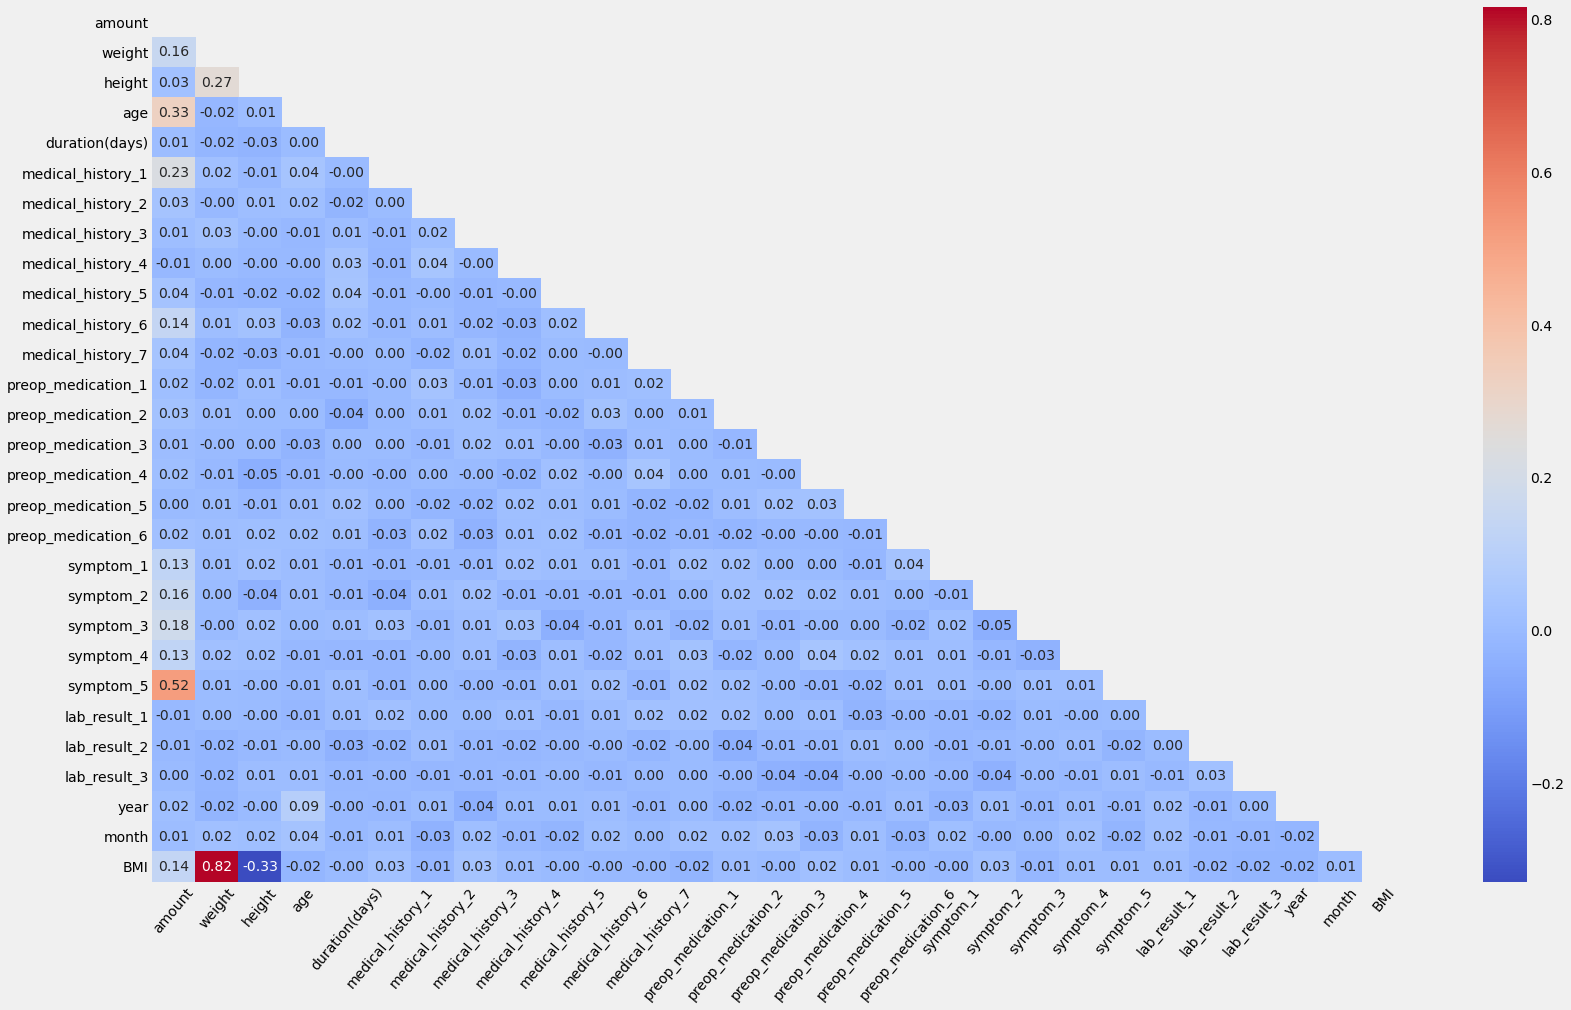 amount
weight 0.16
height 0.03 0.27
age 0.33 -0.02 0.01
duration(days) 0.01 -0.02 -0.03 0.00
medical_history_1 0.23 0.02 -0.01 0.04 -0.00
medical_history_2 0.03 -0.00 0.01 0.02 -0.02 0.00
medical_history_3 0.01 0.03 -0.00 -0.01 0.01 -0.01 0.02
medical_history_4 -0.01 0.00 -0.00 -0.00 0.03 -0.01 0.04 -0.00
medical_history_5 0.04 -0.01 -0.02 -0.02 0.04 -0.01 -0.00 -0.01 -0.00
medical_history_6 0.14 0.01 0.03 -0.03 0.02 -0.01 0.01 -0.02 -0.03 0.02
medical_history_7 0.04 -0.02 -0.03 -0.01 -0.00 0.00 -0.02 0.01 -0.02 0.00 -0.00
preop_medication_1 0.02 -0.02 0.01 -0.01 -0.01 -0.00 0.03 -0.01 -0.03 0.00 0.01 0.02
preop_medication_2 0.03 0.01 0.00 0.00 -0.04 0.00 0.01 0.02 -0.01 -0.02 0.03 0.00 0.01
preop_medication_3 0.01 -0.00 0.00 -0.03 0.00 0.00 -0.01 0.02 0.01 -0.00 -0.03 0.01 0.00 -0.01
preop_medication_4 0.02 -0.01 -0.05 -0.01 -0.00 -0.00 0.00 -0.00 -0.02 0.02 -0.00 0.04 0.00 0.01 -0.00
preop_medication_5 0.00 0.01 -0.01 0.01 0.02 0.00 -0.02 -0.02 0.02 0.01 0.01 -0.02 -0.02 0.01 0.02 0.03
preop_medication_6 0.02 0.01 0.02 0.02 0.01 -0.03 0.02 -0.03 0.01 0.02 -0.01 -0.02 -0.01 -0.02 -0.00 -0.00 -0.01
symptom_1 0.13 0.01 0.02 0.01 -0.01 -0.01 -0.01 -0.01 0.02 0.01 0.01 -0.01 0.02 0.02 0.00 0.00 -0.01 0.04
symptom_2 0.16 0.00 -0.04 0.01 -0.01 -0.04 0.01 0.02 -0.01 -0.01 -0.01 -0.01 0.00 0.02 0.02 0.02 0.01 0.00 -0.01
symptom_3 0.18 -0.00 0.02 0.00 0.01 0.03 -0.01 0.01 0.03 -0.04 -0.01 0.01 -0.02 0.01 -0.01 -0.00 0.00 -0.02 0.02 -0.05
symptom_4 0.13 0.02 0.02 -0.01 -0.01 -0.01 -0.00 0.01 -0.03 0.01 -0.02 0.01 0.03 -0.02 0.00 0.04 0.02 0.01 0.01 -0.01 -0.03
symptom_5 0.52 0.01 -0.00 -0.01 0.01 -0.01 0.00 -0.00 -0.01 0.01 0.02 -0.01 0.02 0.02 -0.00 -0.01 -0.02 0.01 0.01 -0.00 0.01 0.01
lab_result_1 -0.01 0.00 -0.00 -0.01 0.01 0.02 0.00 0.00 0.01 -0.01 0.01 0.02 0.02 0.02 0.00 0.01 -0.03 -0.00 -0.01 -0.02 0.01 -0.00 0.00
lab_result_2 -0.01 -0.02 -0.01 -0.00 -0.03 -0.02 0.01 -0.01 -0.02 -0.00 -0.00 -0.02 -0.00 -0.04 -0.01 -0.01 0.01 0.00 -0.01 -0.01 -0.00 0.01 -0.02 0.00
lab_result_3 0.00 -0.02 0.01 0.01 -0.01 -0.00 -0.01 -0.01 -0.01 -0.00 -0.01 0.00 0.00 -0.00 -0.04 -0.04 -0.00 -0.00 -0.00 -0.04 -0.00 -0.01 0.01 -0.01 0.03
year 0.02 -0.02 -0.00 0.09 -0.00 -0.01 0.01 -0.04 0.01 0.01 0.01 -0.01 0.00 -0.02 -0.01 -0.00 -0.01 0.01 -0.03 0.01 -0.01 0.01 -0.01 0.02 -0.01 0.00
month 0.01 0.02 0.02 0.04 -0.01 0.01 -0.03 0.02 -0.01 -0.02 0.02 0.00 0.02 0.02 0.03 -0.03 0.01 -0.03 0.02 -0.00 0.00 0.02 -0.02 0.02 -0.01 -0.01 -0.02
BMI 0.14 0.82 -0.33 -0.02 -0.00 0.03 -0.01 0.03 0.01 -0.00 -0.00 -0.00 -0.02 0.01 -0.00 0.02 0.01 -0.00 -0.00 0.03 -0.01 0.01 0.01 0.01 -0.02 -0.02 -0.02 0.01
amount weight height age duration(days) medical_history_1 medical_history_2 medical_history_3 medical_history_4 medical_history_5 medical_history_6 medical_history_7 preop_medication_1 preop_medication_2 preop_medication_3 preop_medication_4 preop_medication_5 preop_medication_6 symptom_1 symptom_2 symptom_3 symptom_4 symptom_5 lab_result_1 lab_result_2 lab_result_3 year month BMI
0.8
0.6
0.4
0.2
0.0
−0.2